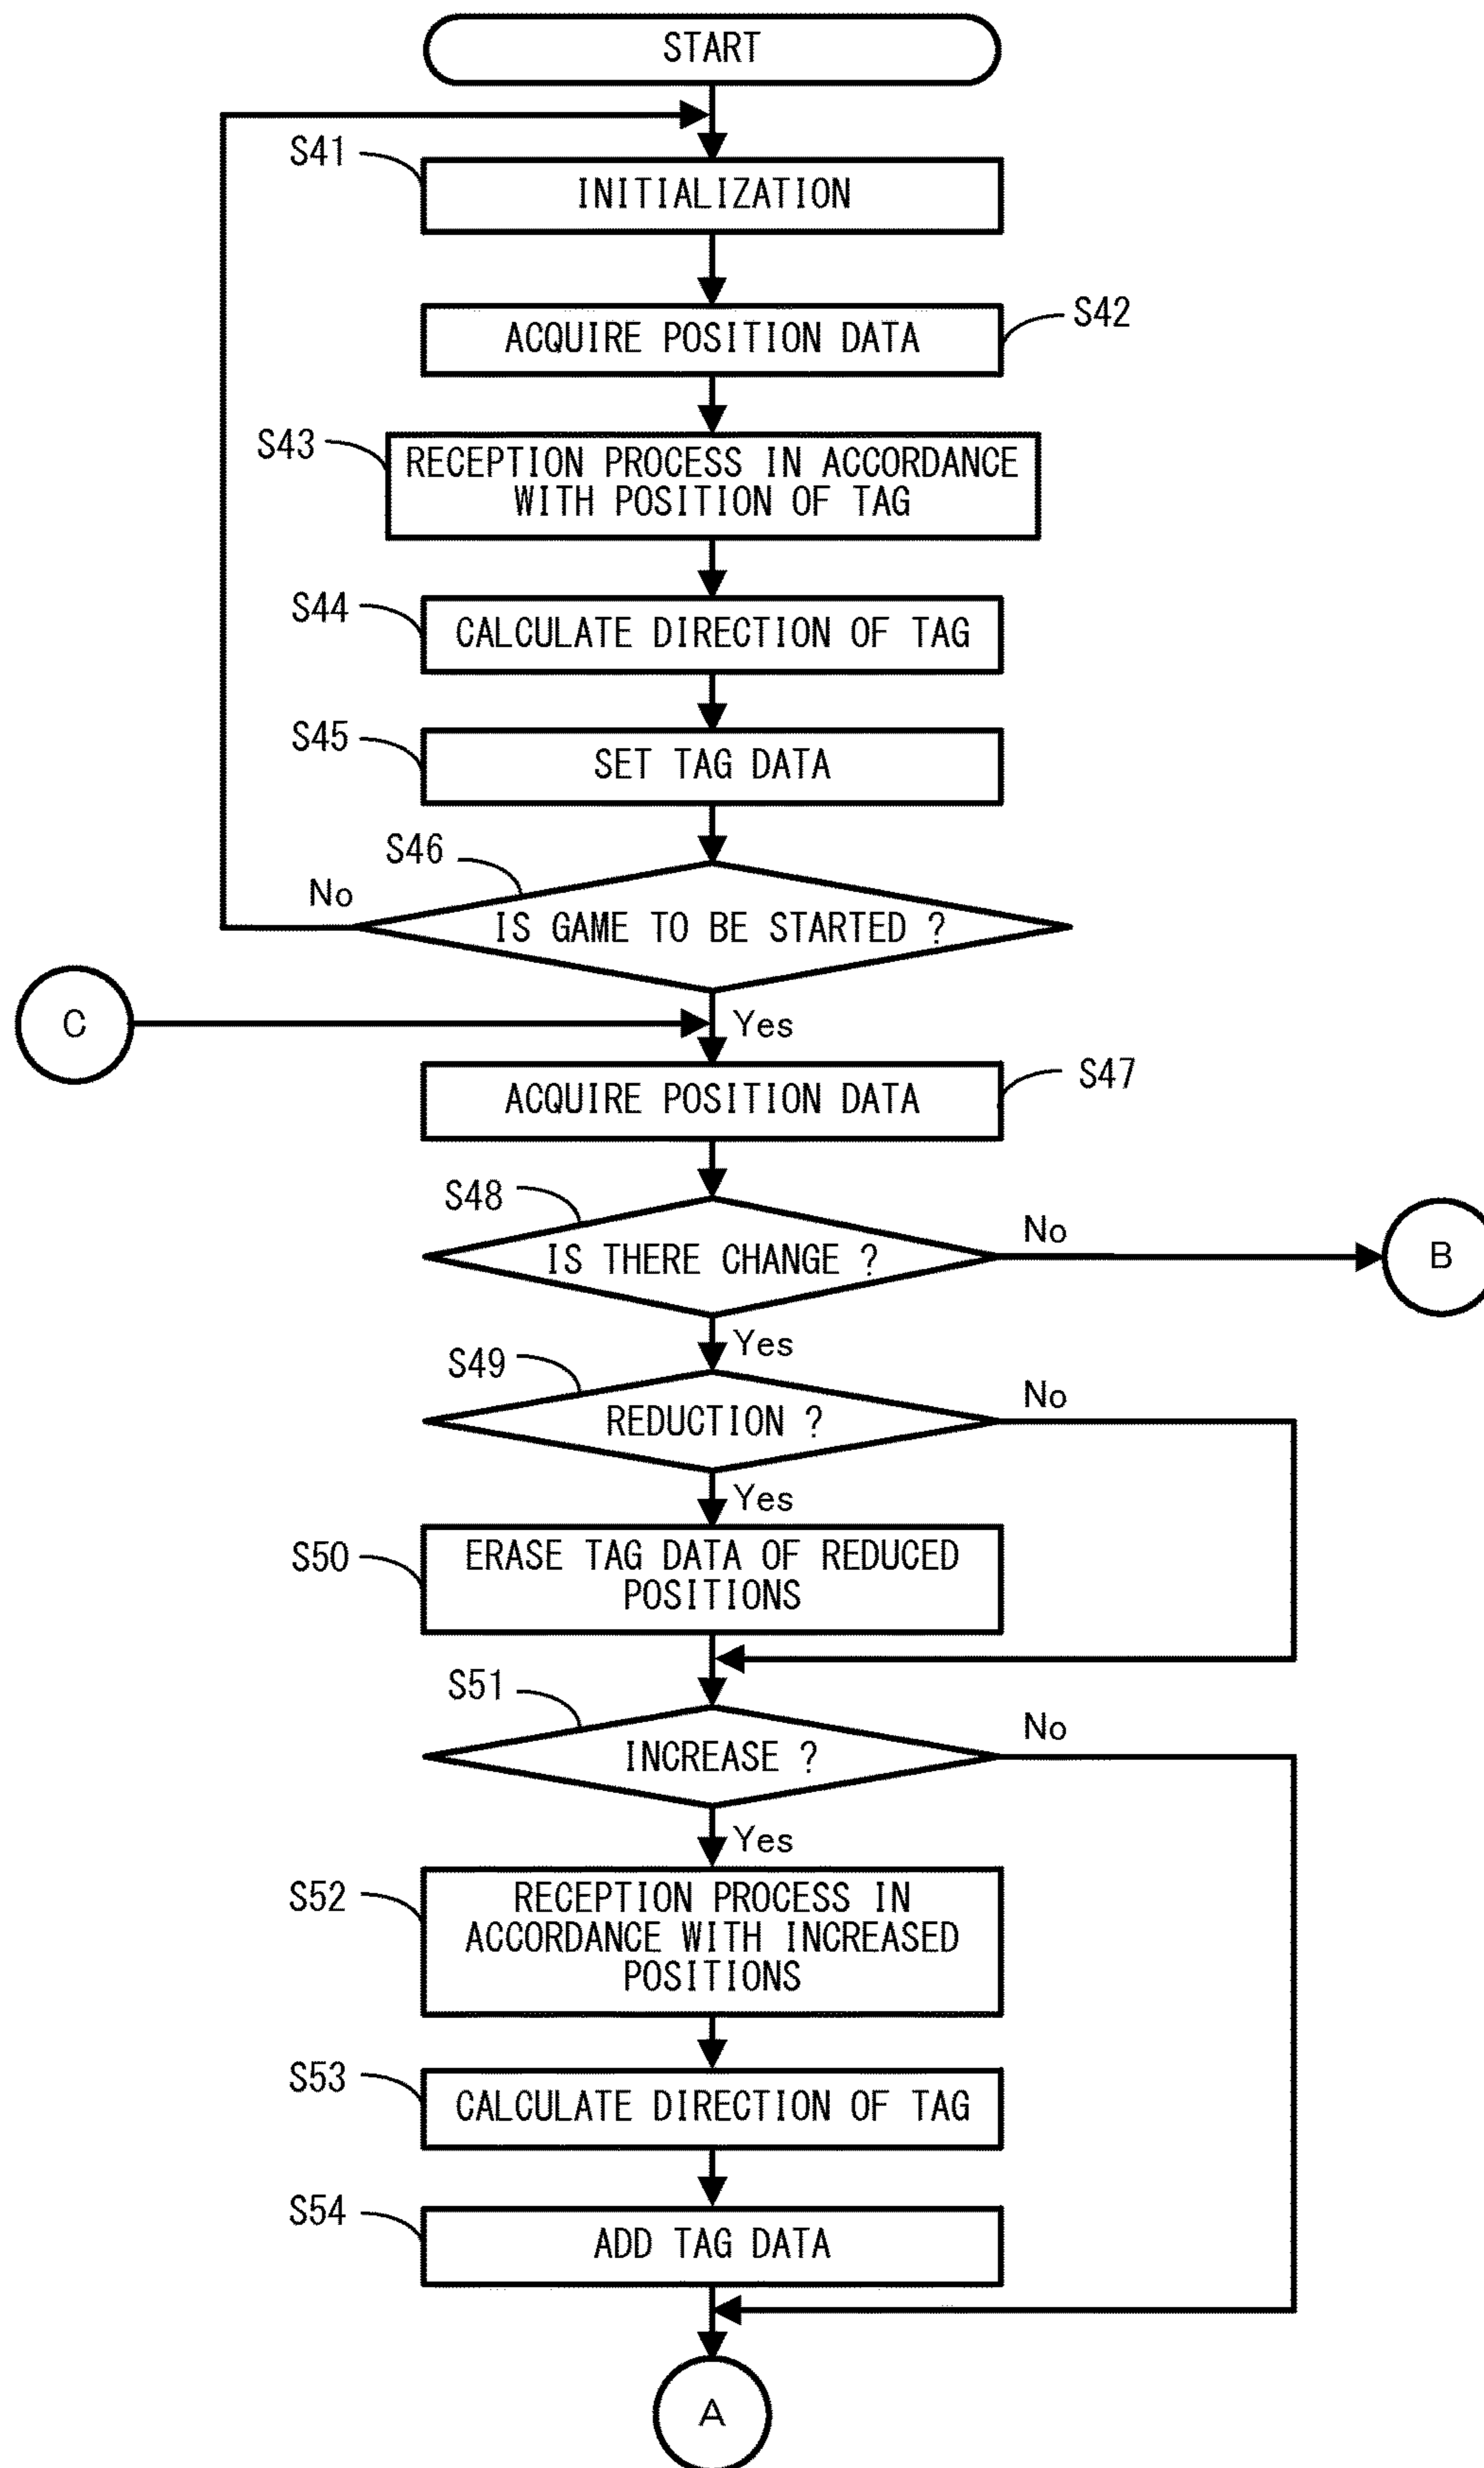 START
S41
INITIALIZATION
S42
ACQUIRE POSITION DATA
S43
RECEPTION PROCESS IN ACCORDANCE
WITH POSITION OF TAG
S44
CALCULATE DIRECTION OF TAG
S45
SET TAG DATA
S46
No
IS GAME TO BE STARTED ?
C
Yes
S47
ACQUIRE POSITION DATA
S48
No
IS THERE CHANGE ?
B
Yes
S49
No
REDUCTION ?
Yes
S50
ERASE TAG DATA OF REDUCED
POSITIONS
S51
No
INCREASE ?
Yes
S52
RECEPTION PROCESS IN
ACCORDANCE WITH INCREASED
POSITIONS
S53
CALCULATE DIRECTION OF TAG
S54
ADD TAG DATA
A